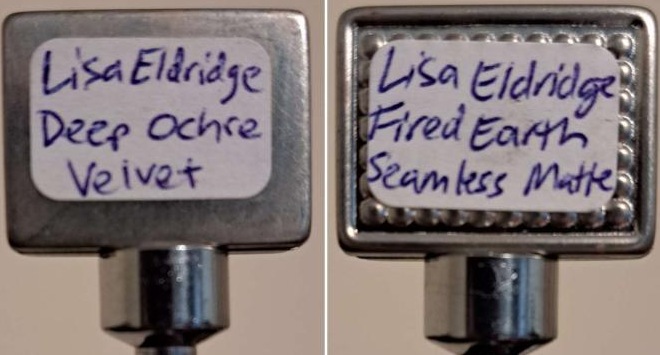 Lisa Eldridge
Deep Ochre
Velvet
Lisa Eldridge
Fired Earth
Seamless Matte